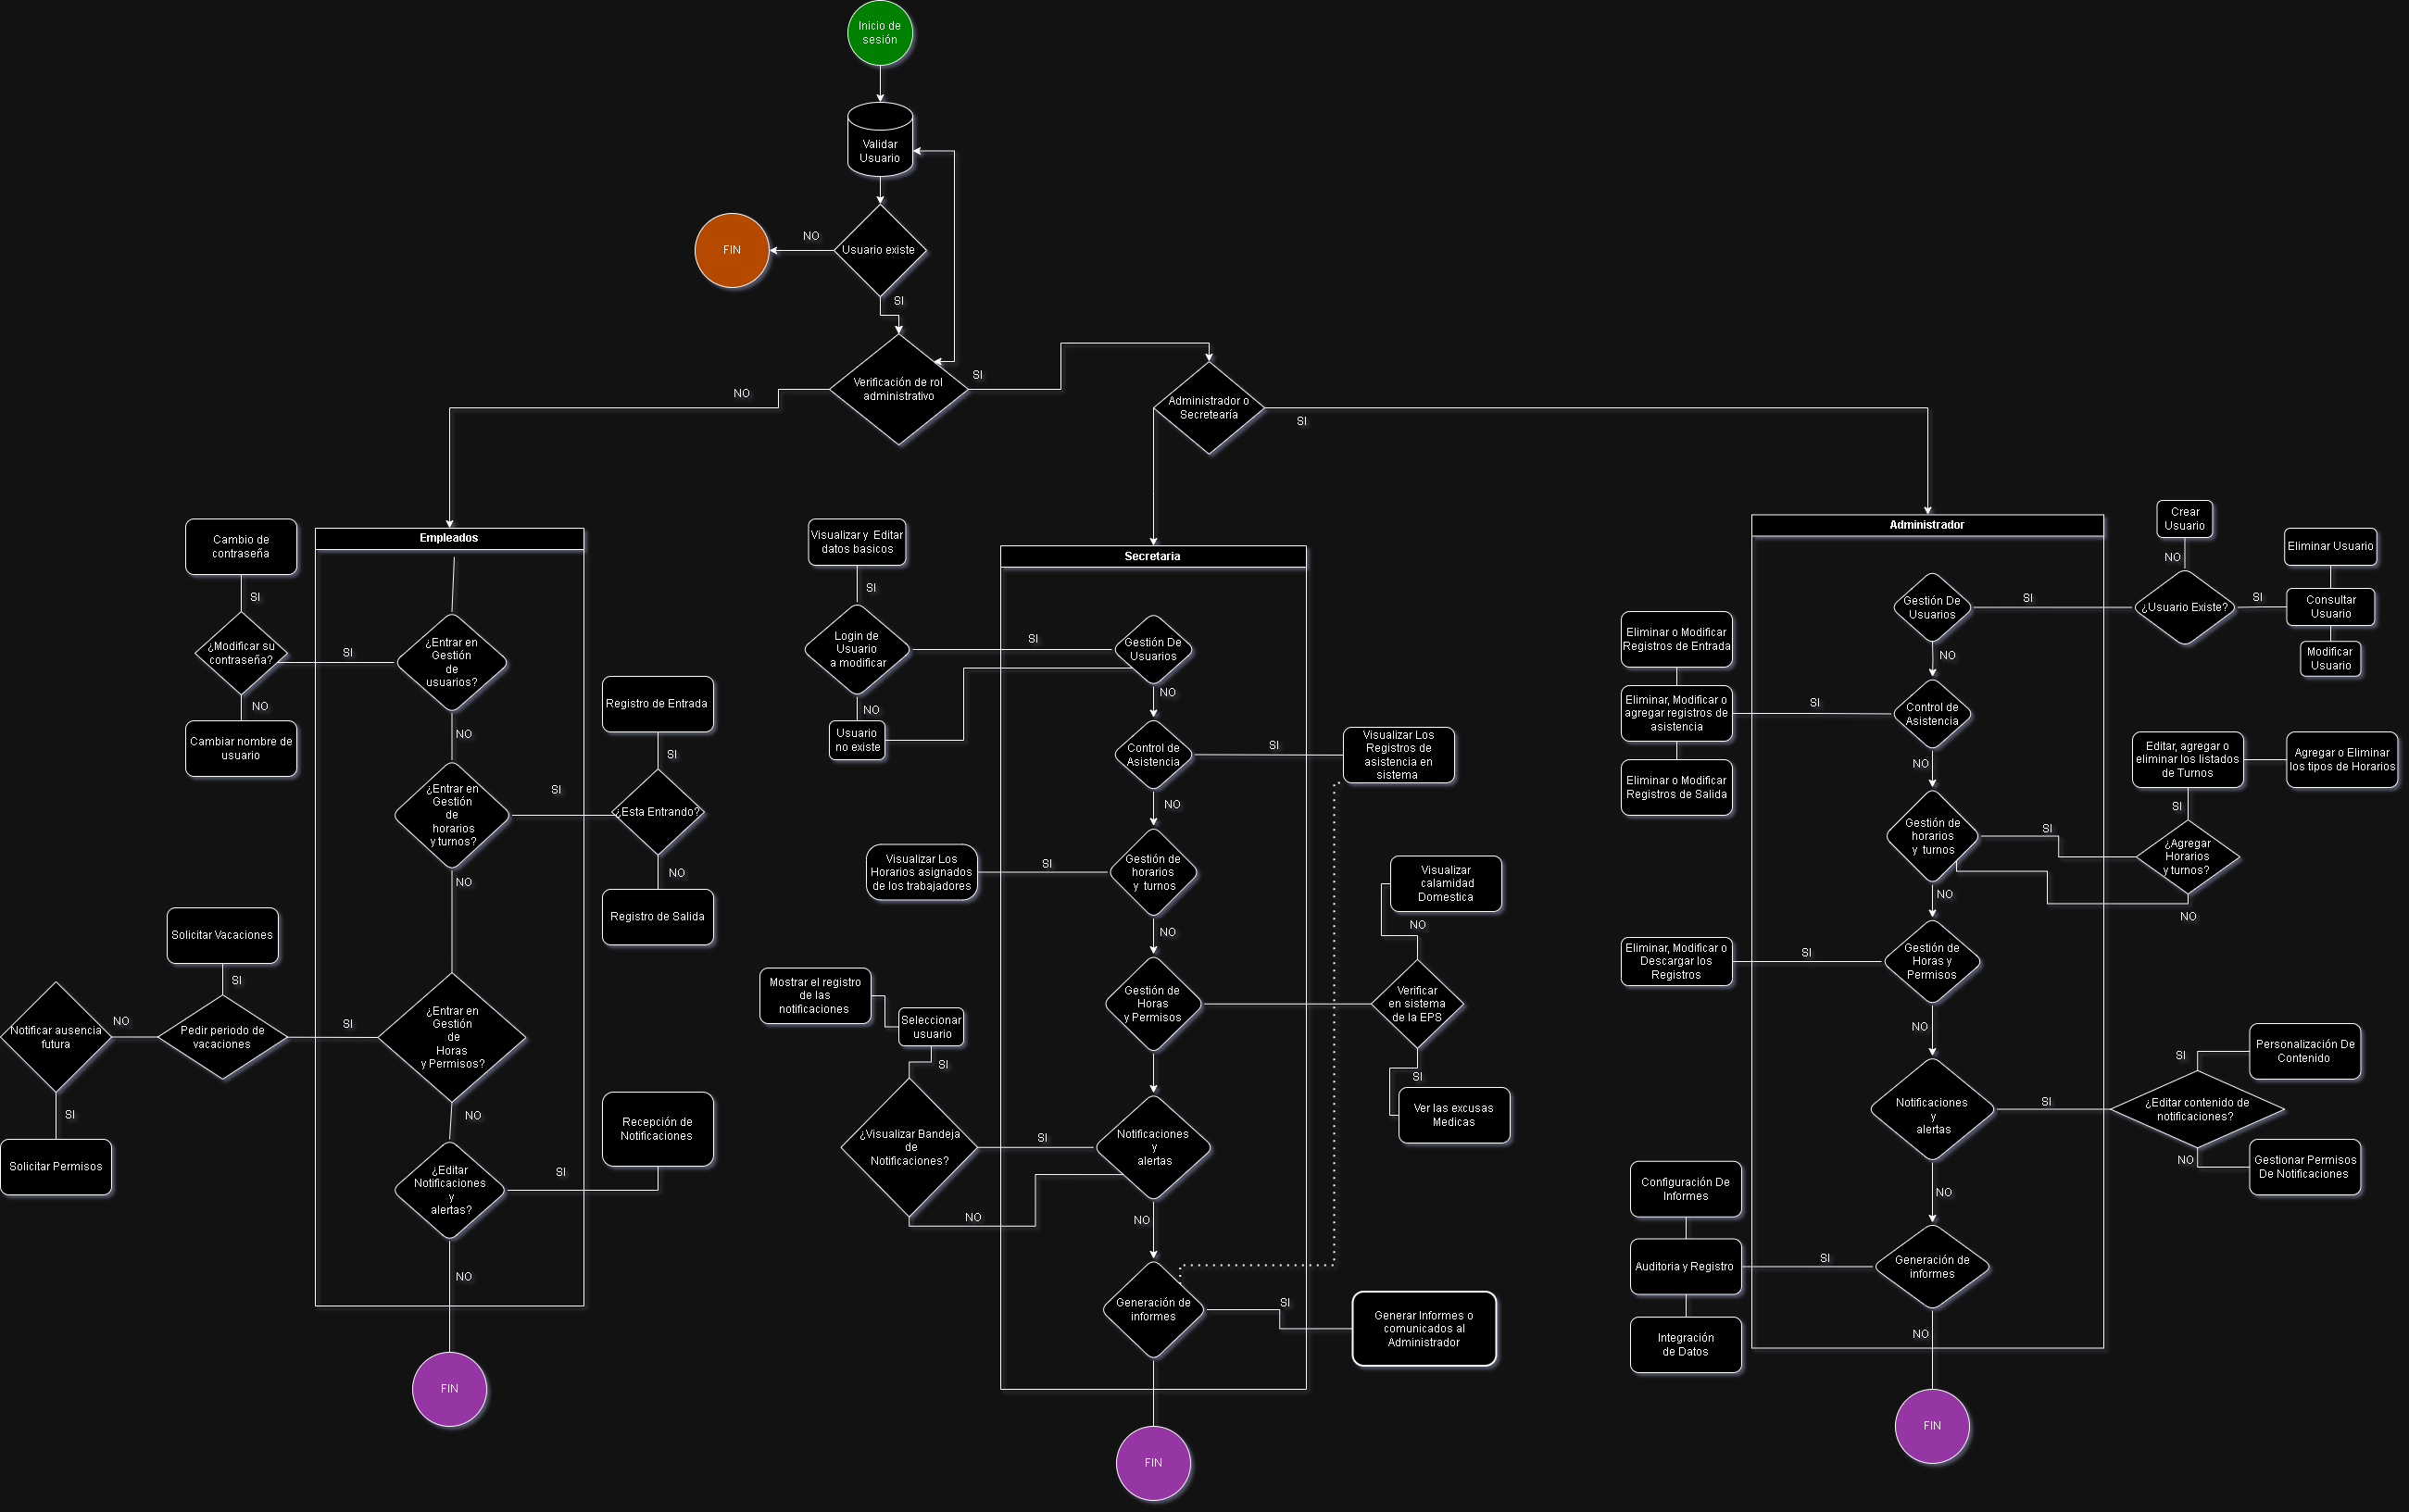 Inicio de
sesión
Validar
Usuario
Usuario existe
NO
FIN
SI
Verificación de rol
administrativo
NO
SI
Administrador o
Secretearía
SI
Empleados
Cambio de
contraseña
SI
¿Modificar su
contraseña?
SI
NO
Cambiar nombre de
usuario
¿Entrar en
Gestión
de
usuarios?
NO
¿Entrar en
Gestión
de
horarios
y turnos?
SI
Registro de Entrada
SI
¿Esta Entrando?
NO
Registro de Salida
NO
Solicitar Vacaciones
SI
Pedir periodo de
vacaciones
NO
Notificar ausencia
futura
SI
Solicitar Permisos
SI
¿Entrar en
Gestión
de
Horas
y Permisos?
NO
¿Editar
Notificaciones
y
alertas?
SI
Recepción de
Notificaciones
NO
FIN
Secretaria
Visualizar y  Editar
datos basicos
SI
Login de
Usuario
a modificar
SI
NO
Usuario
no existe
Gestión De
Usuarios
NO
Control de
Asistencia
SI
Visualizar Los
Registros de
asistencia en
sistema
NO
Visualizar Los
Horarios asignados
de los trabajadores
SI
Gestión de
horarios
y  turnos
NO
Gestión de
Horas
y Permisos
Visualizar
calamidad
Domestica
NO
Verificar
en sistema
de la EPS
SI
Ver las excusas
Medicas
Mostrar el registro
de las
notificaciones
Seleccionar
usuario
SI
¿Visualizar Bandeja
de
Notificaciones?
SI
NO
Notificaciones
y
alertas
NO
Generación de
informes
SI
Generar Informes o
comunicados al
Administrador
FIN
Administrador
Gestión De
Usuarios
SI
¿Usuario Existe?
NO
Crear
Usuario
SI
Eliminar Usuario
Consultar
Usuario
Modificar
Usuario
NO
Eliminar o Modificar
Registros de Entrada
Eliminar, Modificar o
agregar registros de
asistencia
Eliminar o Modificar
Registros de Salida
SI
Control de
Asistencia
NO
Gestión de
horarios
y  turnos
SI
Editar, agregar o
eliminar los listados
de Turnos
Agregar o Eliminar
los tipos de Horarios
SI
¿Agregar
Horarios
y turnos?
NO
NO
Eliminar, Modificar o
Descargar los
Registros
SI
Gestión de
Horas y
Permisos
NO
Notificaciones
y
alertas
SI
¿Editar contenido de
notificaciones?
SI
Personalización De
Contenido
NO
Gestionar Permisos
De Notificaciones
NO
Configuración De
Informes
Auditoria y Registro
Integración
de Datos
SI
Generación de
informes
NO
FIN